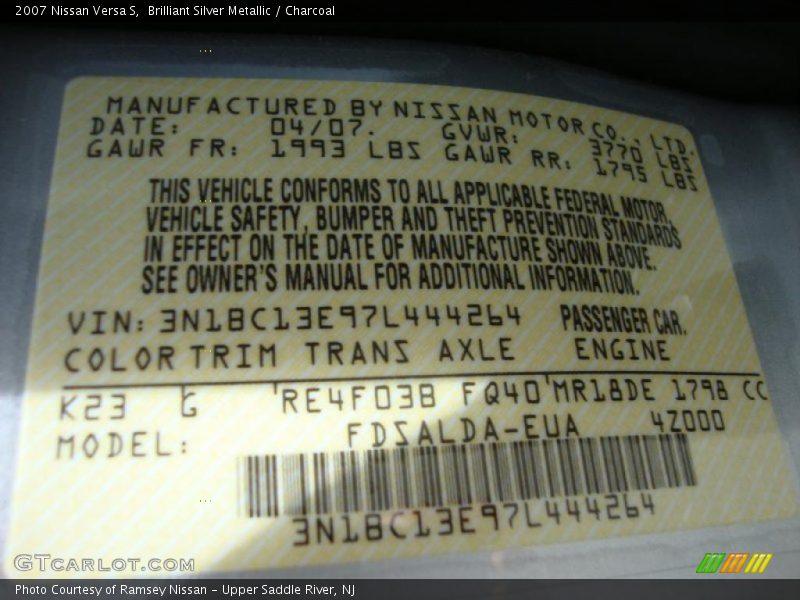 2007 Nissan Versa S,  Brilliant Silver Metallic / Charcoal
MANUFACTURED BY NISSAN MOTOR CO., LTD.
DATE: 04/07. GVWR: 3770 LBS
GAWR FR: 1993 LBS GAWR RR: 1795 LBS
THIS VEHICLE CONFORMS TO ALL APPLICABLE FEDERAL MOTOR
VEHICLE SAFETY, BUMPER AND THEFT PREVENTION STANDARDS
IN EFFECT ON THE DATE OF MANUFACTURE SHOWN ABOVE.
SEE OWNER'S MANUAL FOR ADDITIONAL INFORMATION.
VIN: 3N1BC13E97L444264 PASSENGER CAR.
COLOR TRIM TRANS AXLE ENGINE
K23 G RE4F03B FQ40 MR18DE 1798 CC
MODEL: FDSALDA-EUA 4Z000
3N1BC13E97L444264
GTcarlot.com
Photo Courtesy of Ramsey Nissan – Upper Saddle River, NJ